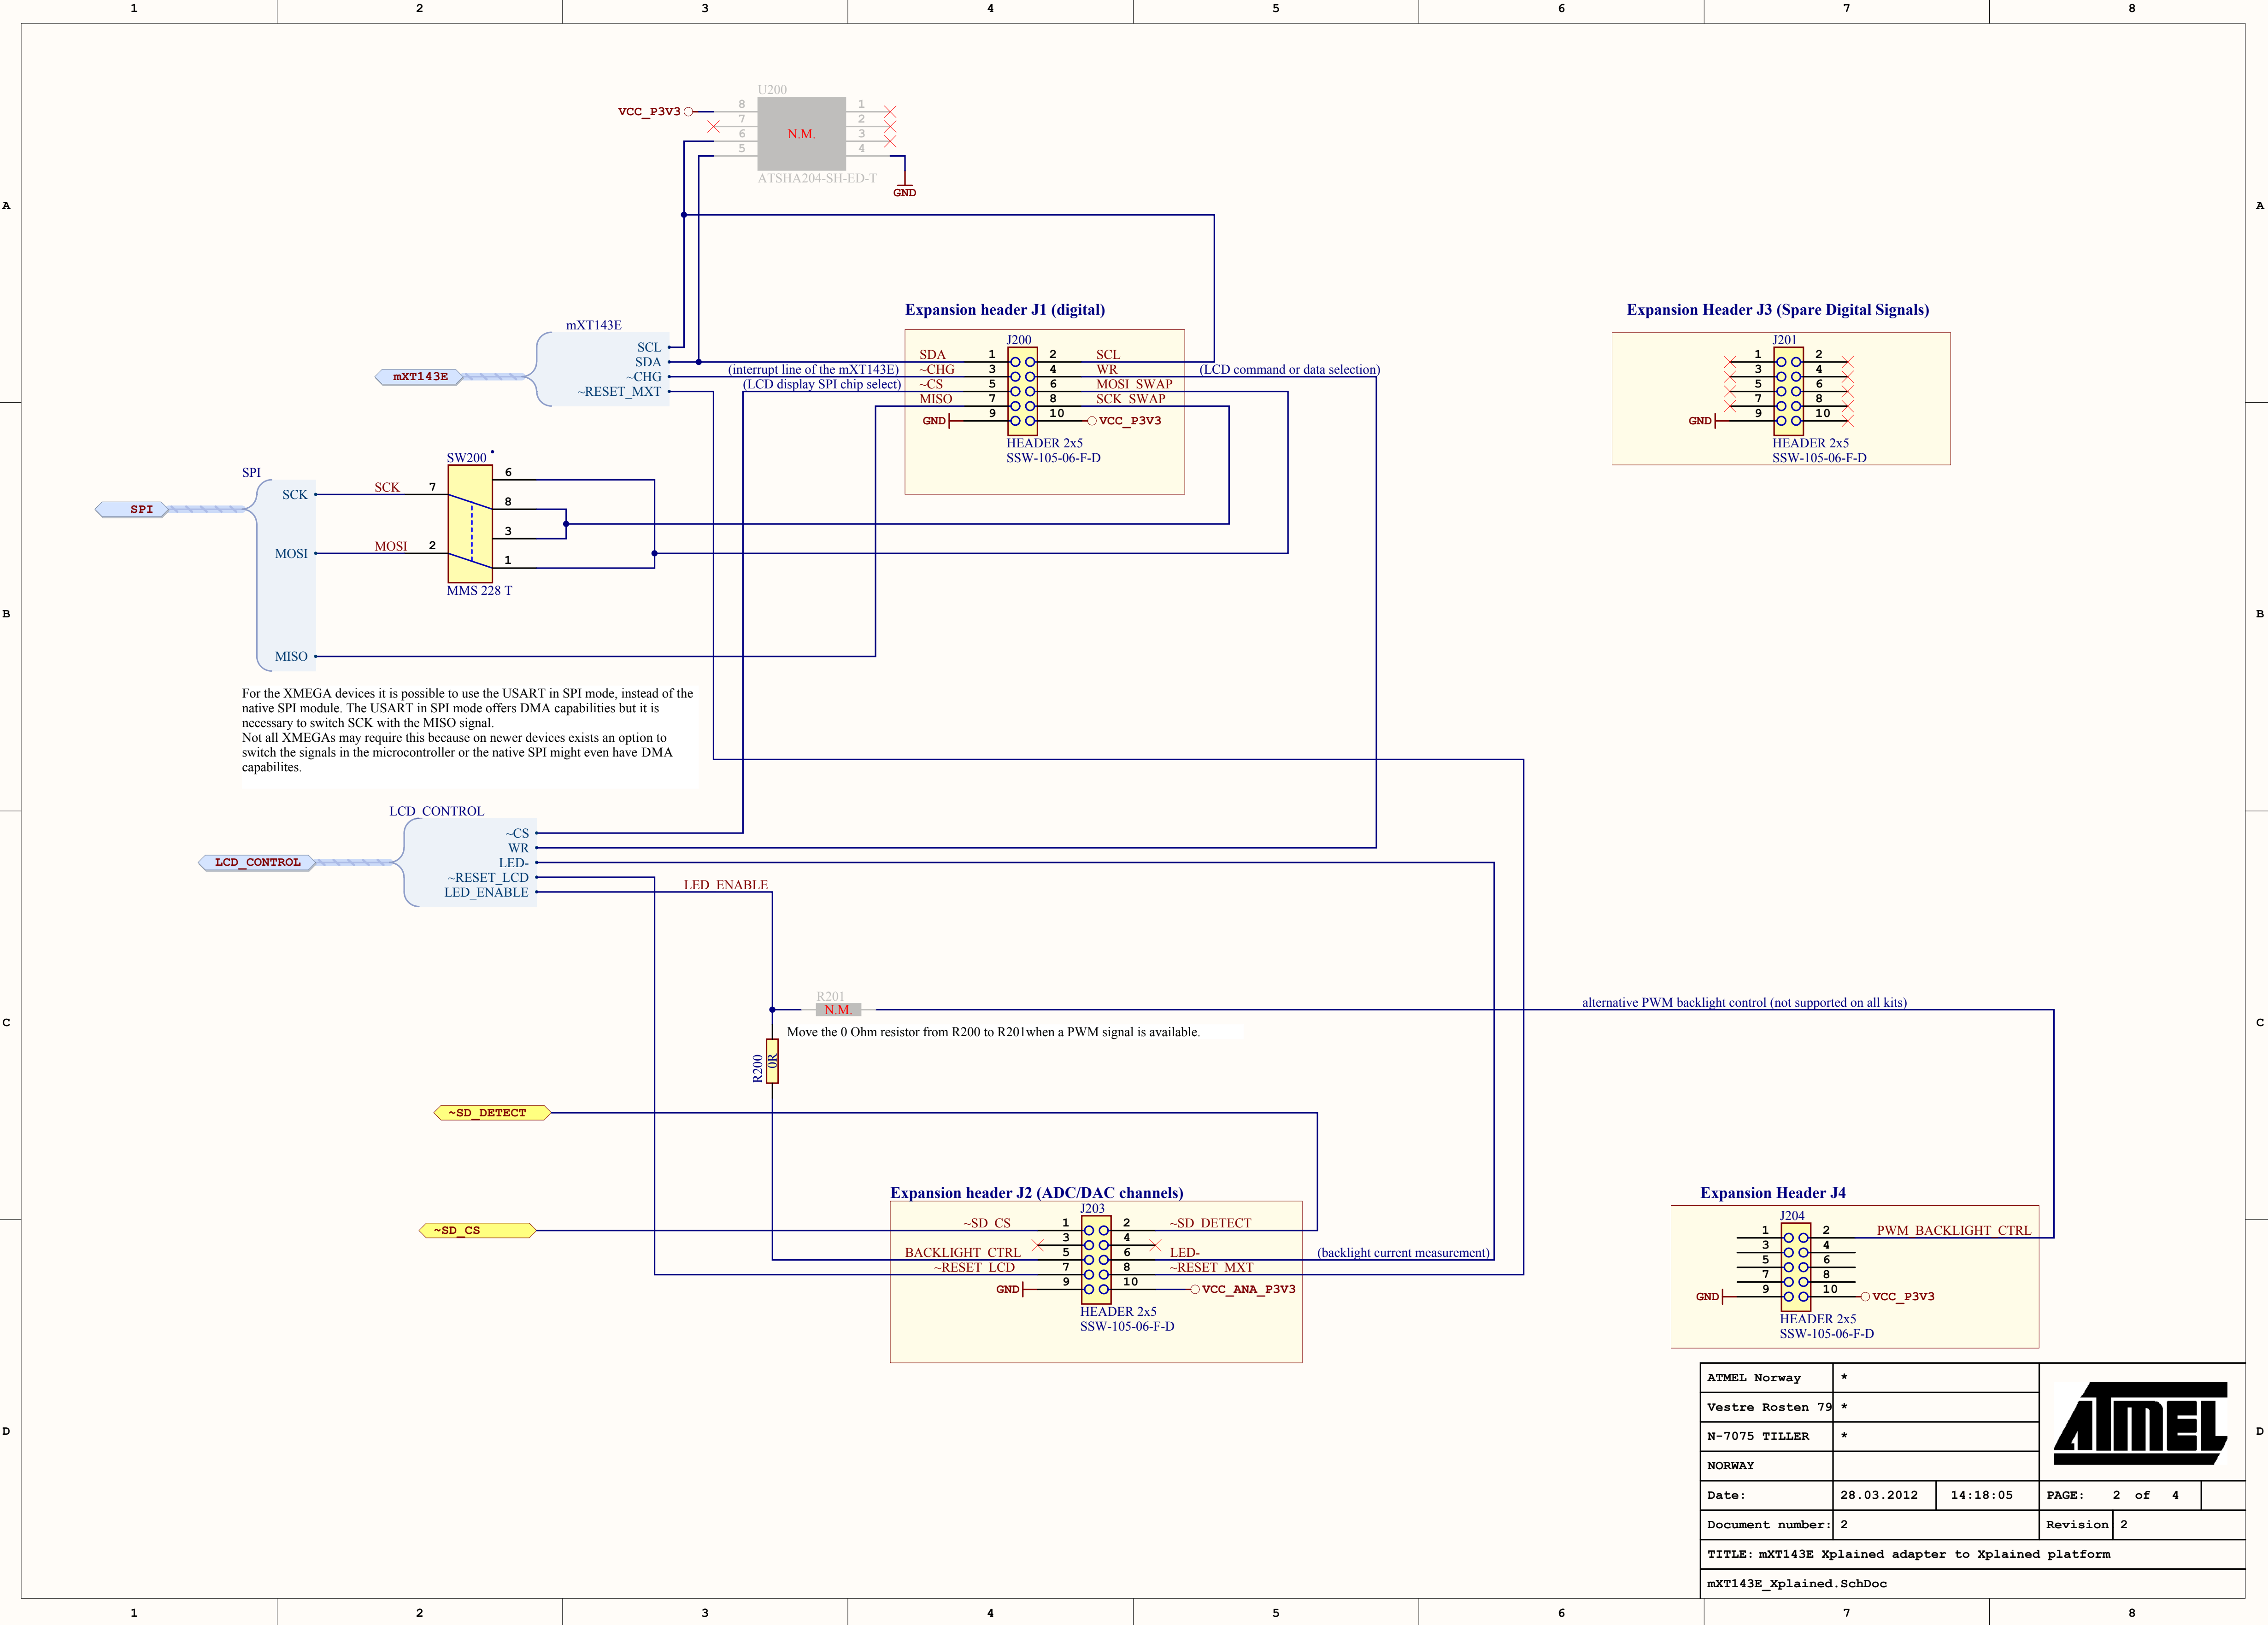 1 2 3 4 5 6 7 8
A A
B B
C C
D D
U200
VCC_P3V3
8 1
7 2
6 3
5 4
N.M.
ATSHA204-SH-ED-T
GND
mXT143E
mXT143E
SCL
SDA
~CHG
~RESET_MXT
Expansion header J1 (digital)
J200
SDA 1 2 SCL
(interrupt line of the mXT143E) ~CHG 3 4 WR (LCD command or data selection)
(LCD display SPI chip select) ~CS 5 6 MOSI_SWAP
MISO 7 8 SCK_SWAP
GND 9 10 VCC_P3V3
HEADER 2x5
SSW-105-06-F-D
Expansion Header J3 (Spare Digital Signals)
J201
1 2
3 4
5 6
7 8
GND 9 10
HEADER 2x5
SSW-105-06-F-D
SPI
SPI
SCK
MOSI
MISO
SW200
SCK 7
MOSI 2
6
8
3
1
MMS 228 T
For the XMEGA devices it is possible to use the USART in SPI mode, instead of the
native SPI module. The USART in SPI mode offers DMA capabilities but it is
necessary to switch SCK with the MISO signal.
Not all XMEGAs may require this because on newer devices exists an option to
switch the signals in the microcontroller or the native SPI might even have DMA
capabilites.
LCD_CONTROL
LCD_CONTROL
~CS
WR
LED-
~RESET_LCD
LED_ENABLE
LED_ENABLE
R201
N.M.
alternative PWM backlight control (not supported on all kits)
Move the 0 Ohm resistor from R200 to R201when a PWM signal is available.
R200
0R
~SD_DETECT
~SD_CS
Expansion header J2 (ADC/DAC channels)
J203
~SD_CS 1 2 ~SD_DETECT
3 4
BACKLIGHT_CTRL 5 6 LED- (backlight current measurement)
~RESET_LCD 7 8 ~RESET_MXT
GND 9 10 VCC_ANA_P3V3
HEADER 2x5
SSW-105-06-F-D
Expansion Header J4
J204
1 2 PWM_BACKLIGHT_CTRL
3 4
5 6
7 8
GND 9 10 VCC_P3V3
HEADER 2x5
SSW-105-06-F-D
ATMEL Norway *
Vestre Rosten 79 *
N-7075 TILLER *
NORWAY
ATMEL
Date: 28.03.2012 14:18:05 PAGE: 2 of 4
Document number: 2 Revision 2
TITLE: mXT143E Xplained adapter to Xplained platform
mXT143E_Xplained.SchDoc
1 2 3 4 5 6 7 8